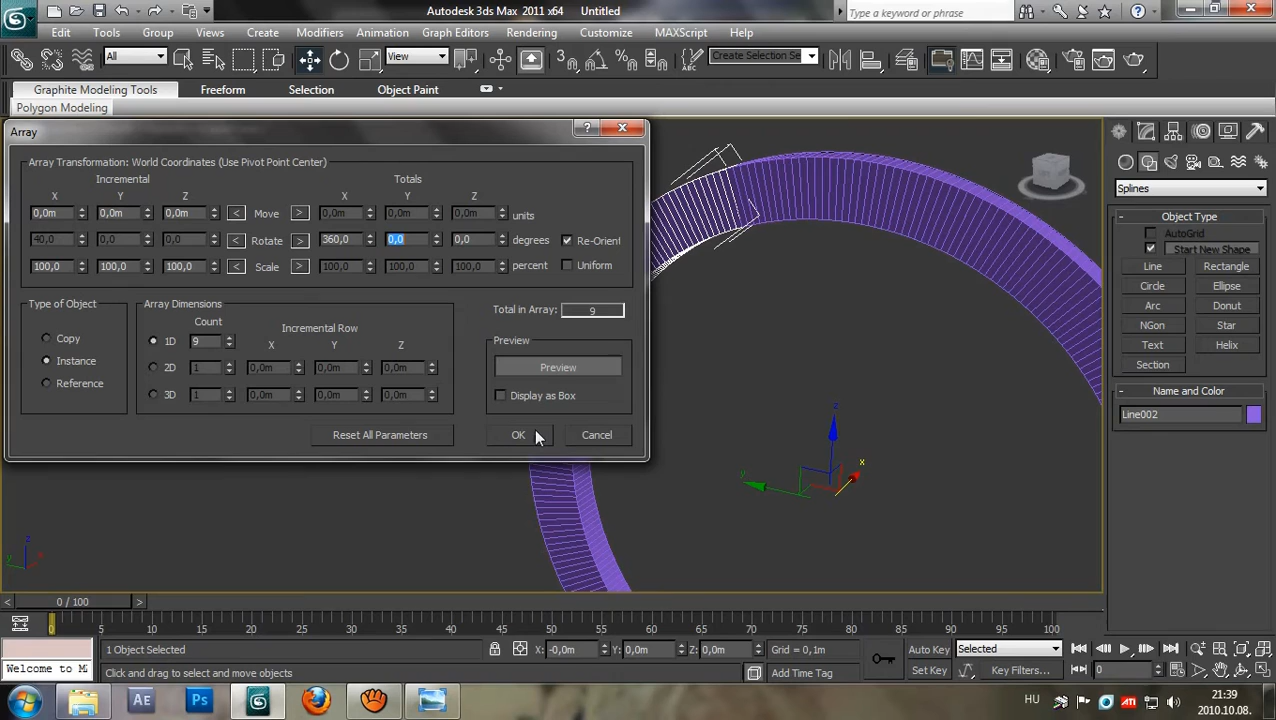 Autodesk 3ds Max 2011 x64 Untitled
Type a keyword or phrase
Edit Tools Group Views Create Modifiers Animation Graph Editors Rendering Customize MAXScript Help
All View Create Selection Se
Graphite Modeling Tools Freeform Selection Object Paint
Polygon Modeling
Array
Array Transformation: World Coordinates (Use Pivot Point Center)
Incremental Totals
X Y Z X Y Z
0,0m 0,0m 0,0m < Move > 0,0m 0,0m 0,0m units
40,0 0,0 0,0 < Rotate > 360,0 0,0 0,0 degrees Re-Orient
100,0 100,0 100,0 < Scale > 100,0 100,0 100,0 percent Uniform
Type of Object Array Dimensions Total in Array: 9
Count Incremental Row
Copy 1D 9 X Y Z Preview
Instance 2D 1 0,0m 0,0m 0,0m Preview
Reference 3D 1 0,0m 0,0m 0,0m Display as Box
Reset All Parameters OK Cancel
z
y
x
z
y
x
Splines
Object Type
AutoGrid
Start New Shape
Line Rectangle
Circle Ellipse
Arc Donut
NGon Star
Text Helix
Section
Name and Color
Line002
< 0 / 100 >
0 5 10 15 20 25 30 35 40 45 50 55 60 65 70 75 80 85 90 95 100
1 Object Selected X: -0,0m Y: 0,0m Z: 0,0m Grid = 0,1m Auto Key Selected
Welcome to M Click and drag to select and move objects Add Time Tag Set Key Key Filters... 0
Ae Ps HU ATI 21:39
2010.10.08.